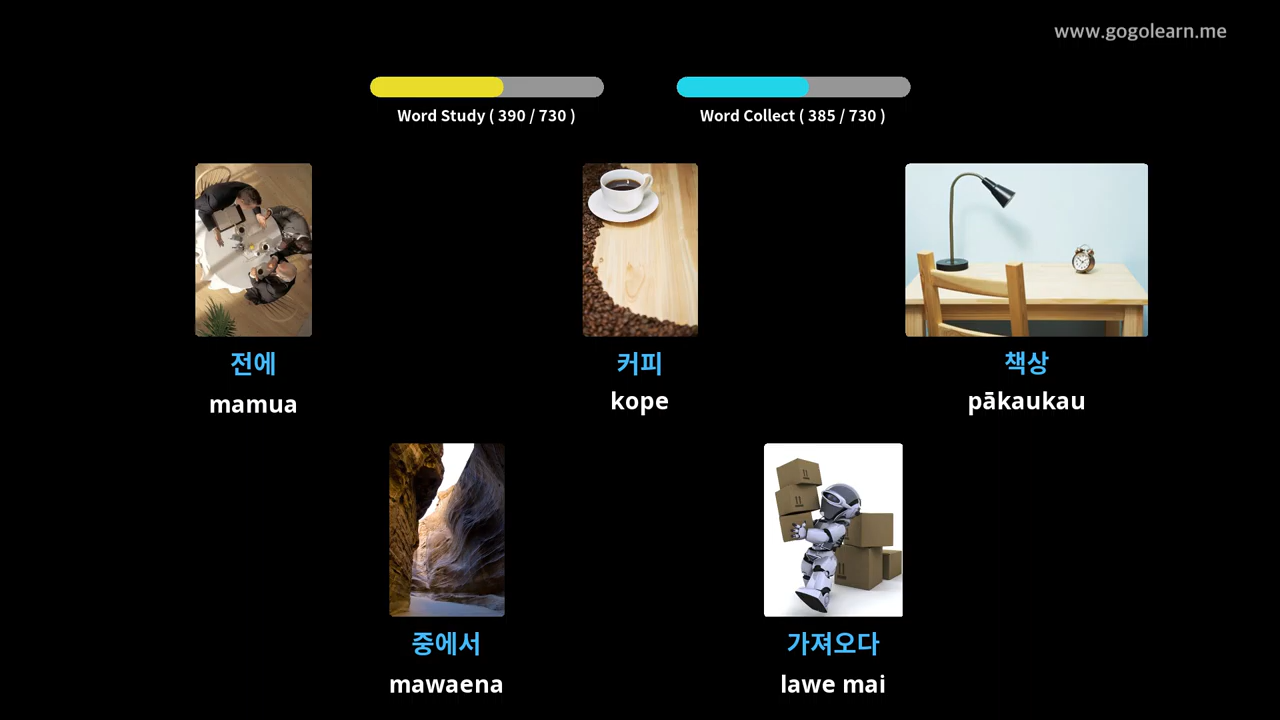 www.gogolearn.me
Word Study ( 390 / 730 )
Word Collect ( 385 / 730 )
전에
mamua
커피
kope
책상
pākaukau
중에서
mawaena
가져오다
lawe mai